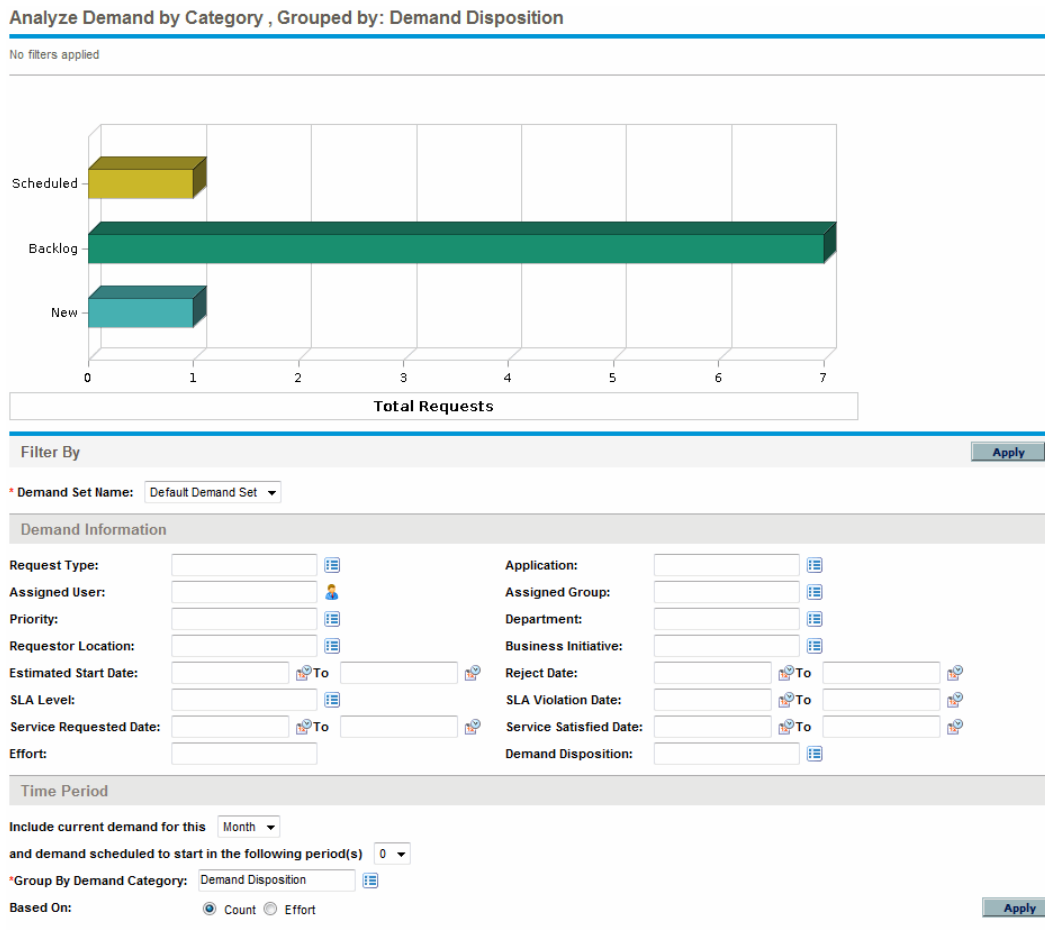 Analyze Demand by Category , Grouped by: Demand Disposition
No filters applied
Scheduled
Backlog
New
0 1 2 3 4 5 6 7
Total Requests
Filter By Apply
* Demand Set Name: Default Demand Set
Demand Information
Request Type: Application:
Assigned User: Assigned Group:
Priority: Department:
Requestor Location: Business Initiative:
Estimated Start Date: To Reject Date: To
SLA Level: SLA Violation Date: To
Service Requested Date: To Service Satisfied Date: To
Effort: Demand Disposition:
Time Period
Include current demand for this Month
and demand scheduled to start in the following period(s) 0
*Group By Demand Category: Demand Disposition
Based On: Count Effort Apply